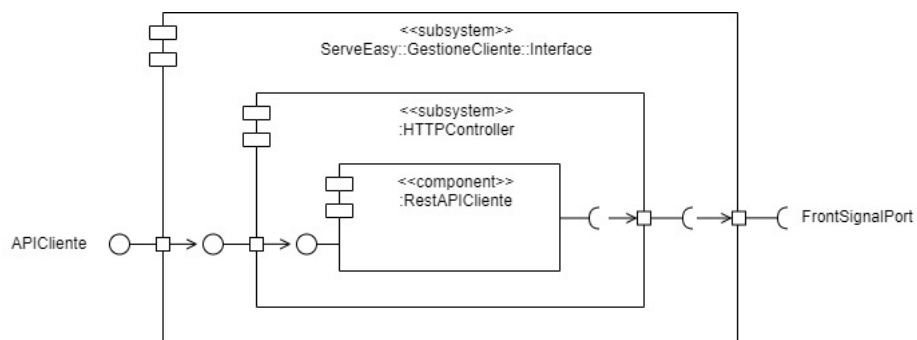 <<subsystem>>
ServeEasy::GestioneCliente::Interface
<<subsystem>>
:HTTPController
<<component>>
:RestAPICliente
APICliente
FrontSignalPort